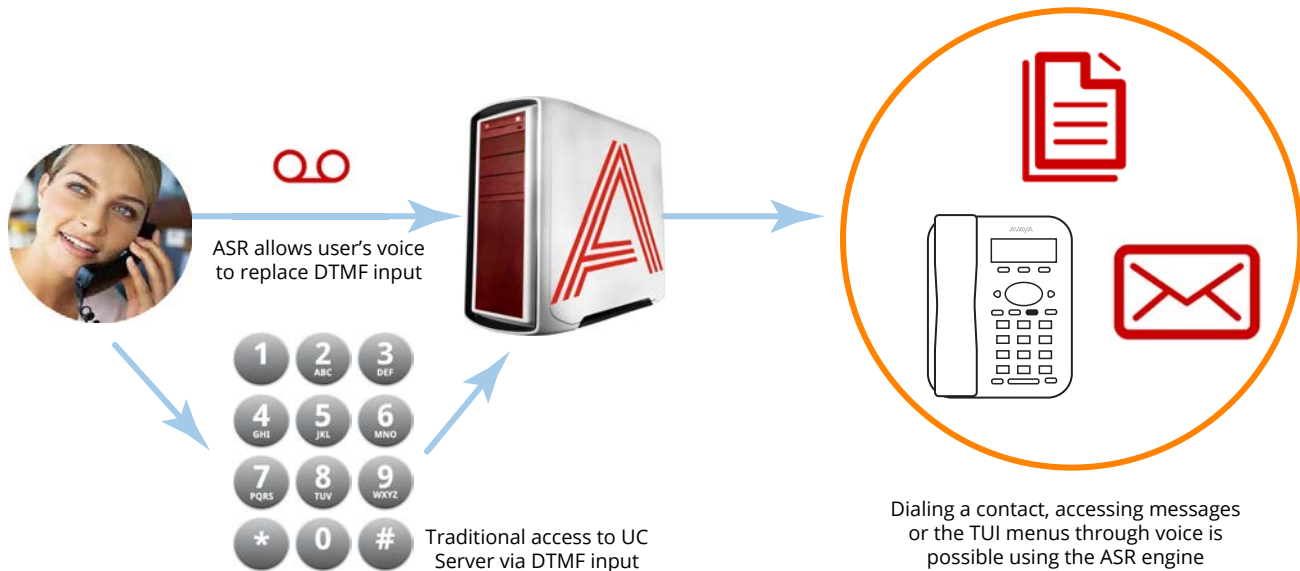 ASR allows user's voice
to replace DTMF input
A
AVAYA
1
2
ABC
3
DEF
4
GHI
5
JKL
6
MNO
7
PQRS
8
TUV
9
WXYZ
*
0
#
Traditional access to UC
Server via DTMF input
Dialing a contact, accessing messages
or the TUI menus through voice is
possible using the ASR engine